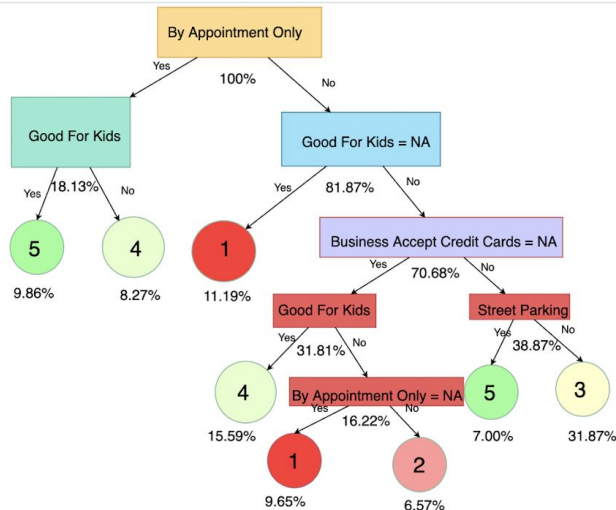 By Appointment Only
Yes
100%
No
Good For Kids
Good For Kids = NA
Yes
18.13%
No
Yes
81.87%
No
5
4
1
Business Accept Credit Cards = NA
9.86%
8.27%
11.19%
Yes
70.68%
No
Good For Kids
Street Parking
Yes
31.81%
No
Yes
38.87%
No
4
By Appointment Only = NA
5
3
Yes
16.22%
No
15.59%
7.00%
31.87%
1
2
9.65%
6.57%